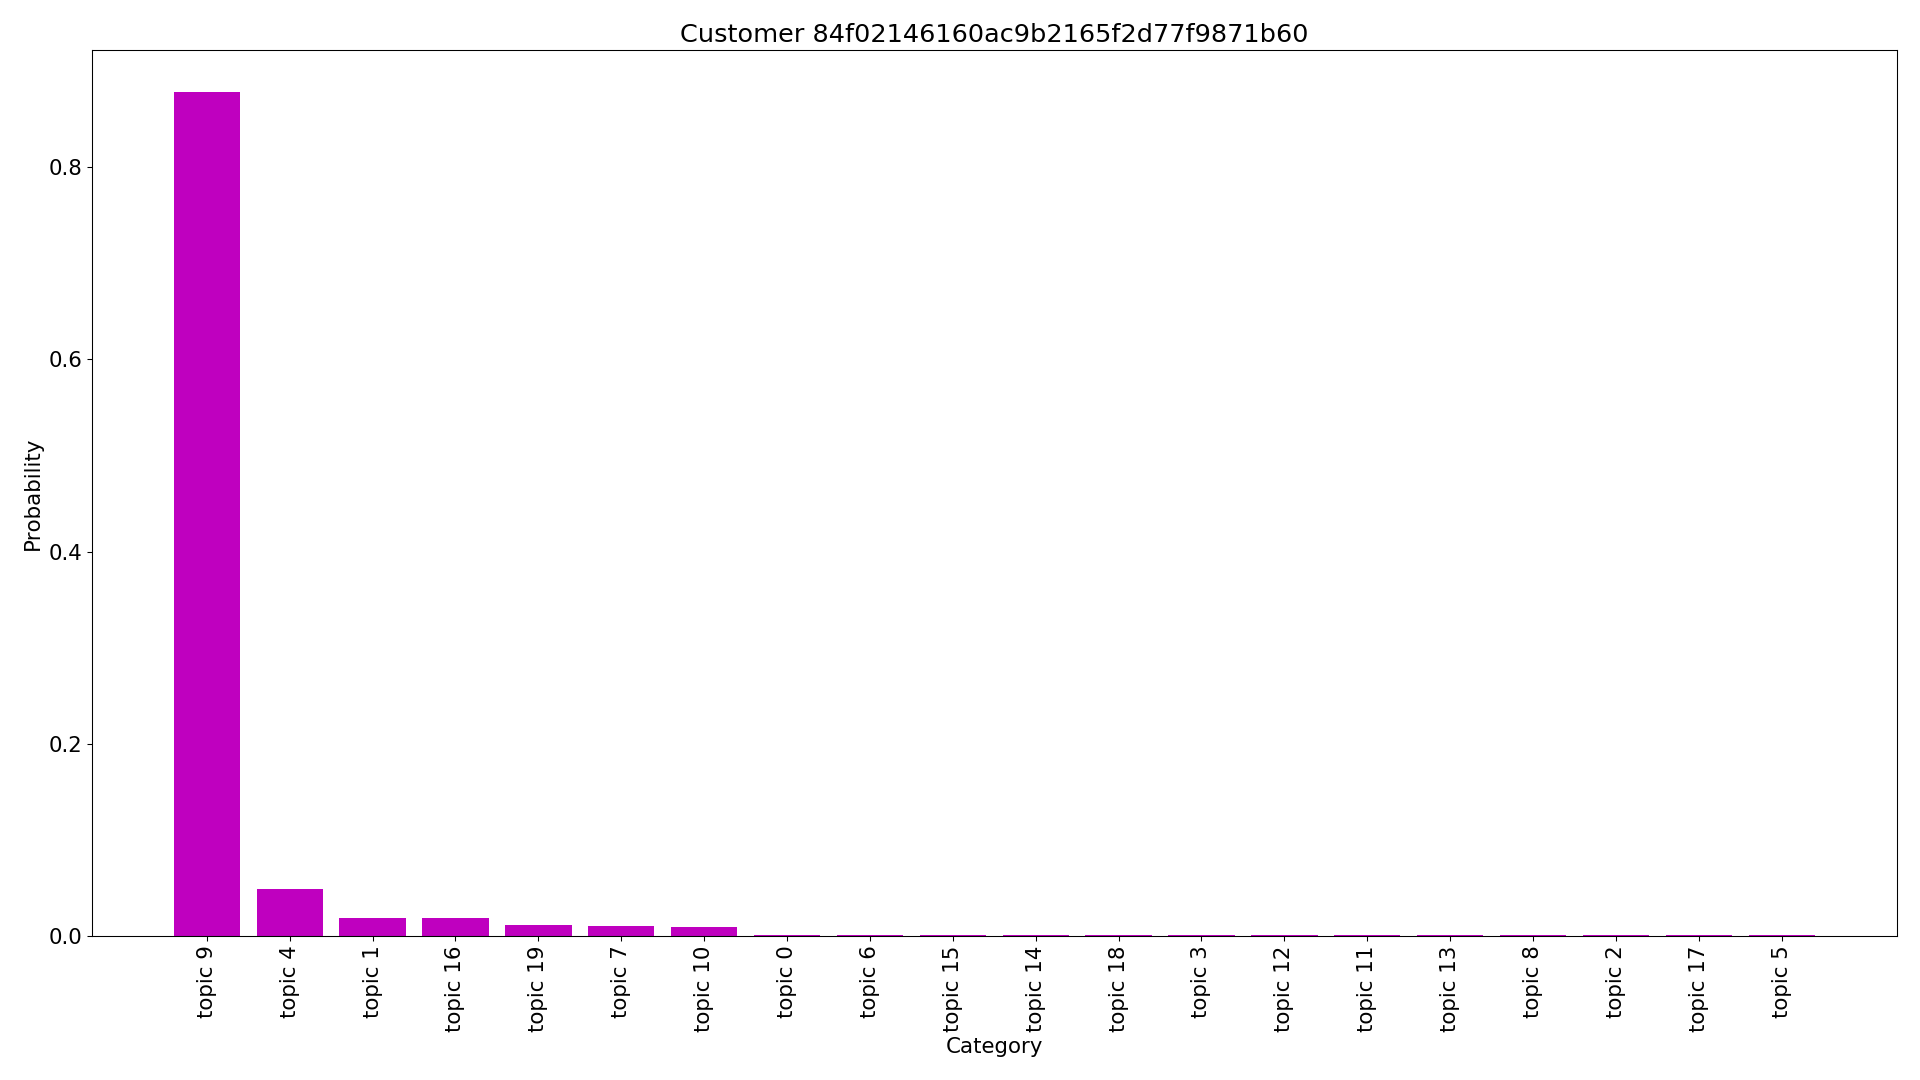 Customer 84f02146160ac9b2165f2d77f9871b60
Probability
0.8
0.6
0.4
0.2
0.0
topic 9
topic 4
topic 1
topic 16
topic 19
topic 7
topic 10
topic 0
topic 6
topic 15
topic 14
topic 18
topic 3
topic 12
topic 11
topic 13
topic 8
topic 2
topic 17
topic 5
Category